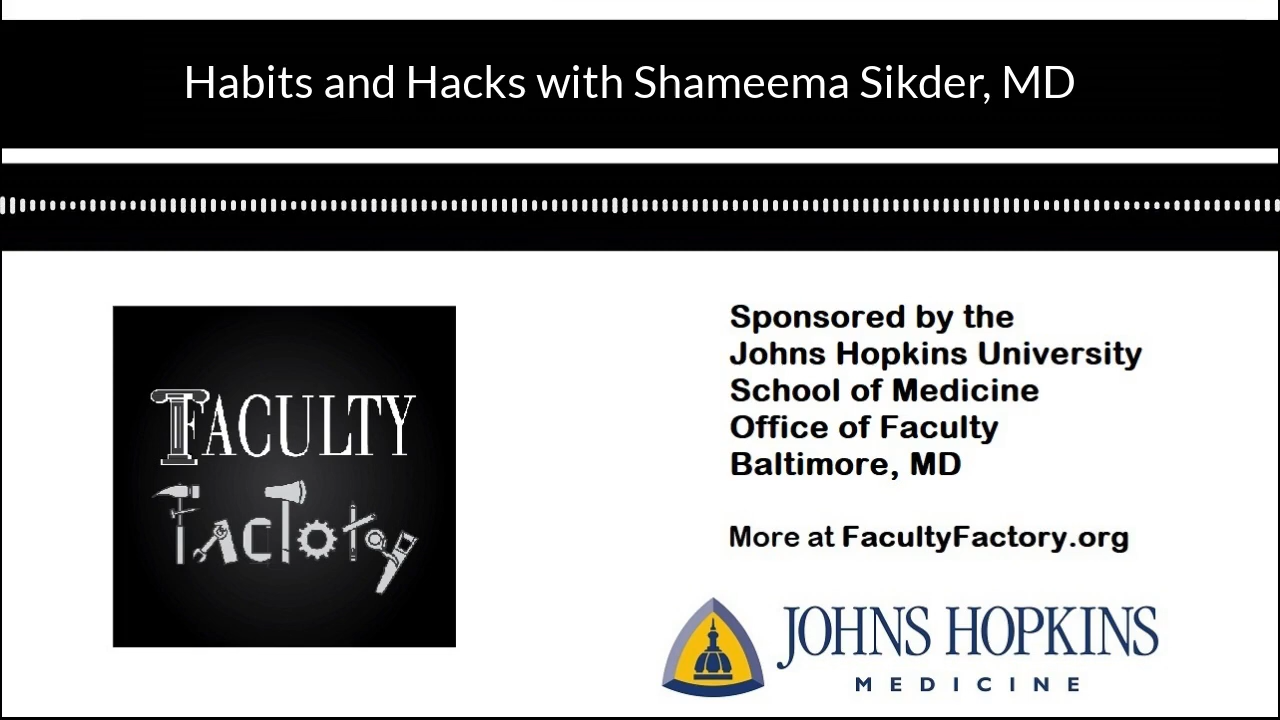 Habits and Hacks with Shameema Sikder, MD
FACULTY
FACTORY
Sponsored by the
Johns Hopkins University
School of Medicine
Office of Faculty
Baltimore, MD
More at FacultyFactory.org
JOHNS HOPKINS
MEDICINE